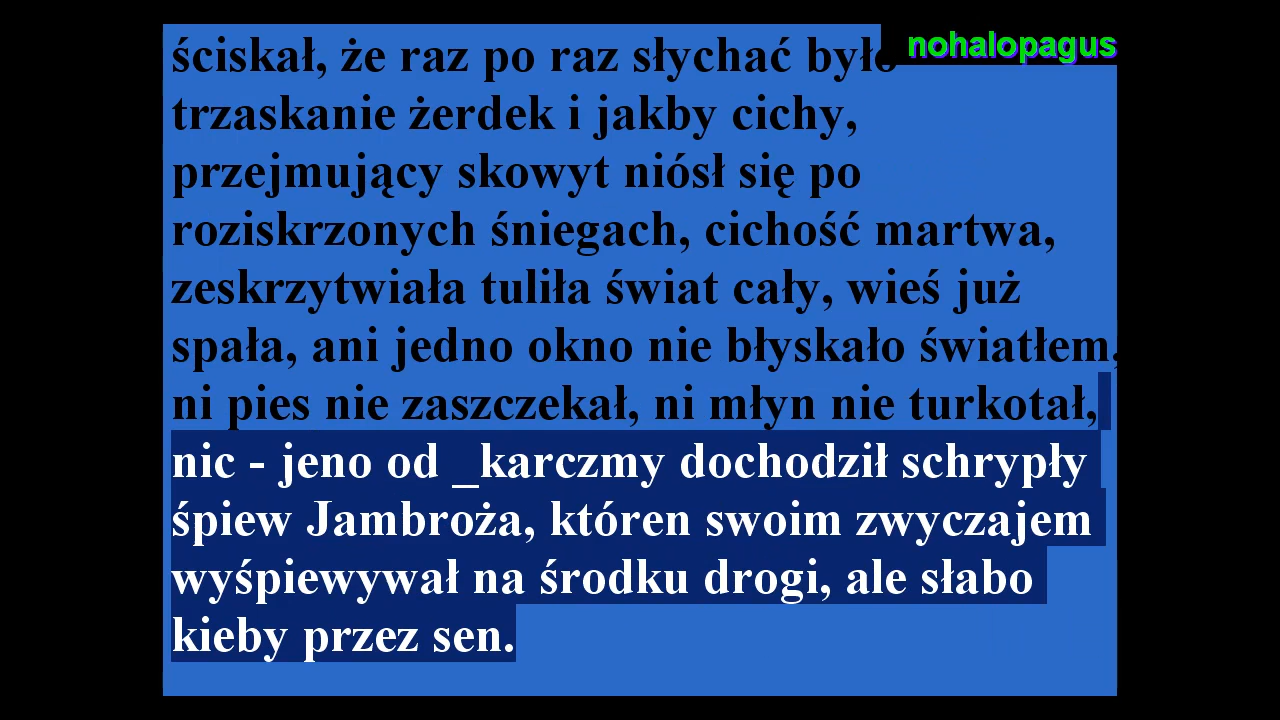 ściskał, że raz po raz słychać było
nohalopagus
trzaskanie żerdek i jakby cichy,
przejmujący skowyt niósł się po
roziskrzonych śniegach, cichość martwa,
zeskrzytwiała tuliła świat cały, wieś już
spała, ani jedno okno nie błyskało światłem,
ni pies nie zaszczekał, ni młyn nie turkotał,
nic - jeno od _karczmy dochodził schrypły
śpiew Jambroża, któren swoim zwyczajem
wyśpiewywał na środku drogi, ale słabo
kieby przez sen.